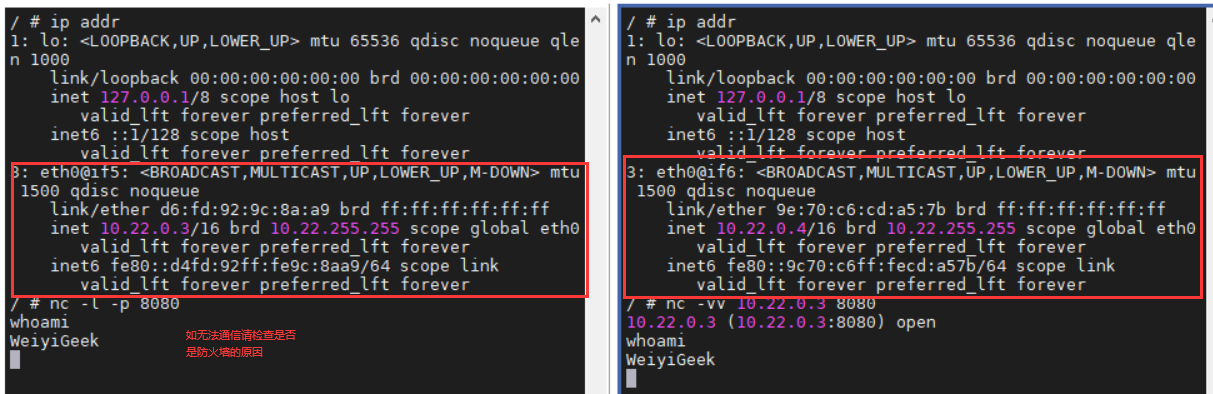 / # ip addr
1: lo: <LOOPBACK,UP,LOWER_UP> mtu 65536 qdisc noqueue qle
n 1000
link/loopback 00:00:00:00:00:00 brd 00:00:00:00:00:00
inet 127.0.0.1/8 scope host lo
valid_lft forever preferred_lft forever
inet6 ::1/128 scope host
valid_lft forever preferred_lft forever
3: eth0@if5: <BROADCAST,MULTICAST,UP,LOWER_UP,M-DOWN> mtu
1500 qdisc noqueue
link/ether d6:fd:92:9c:8a:a9 brd ff:ff:ff:ff:ff:ff
inet 10.22.0.3/16 brd 10.22.255.255 scope global eth0
valid_lft forever preferred_lft forever
inet6 fe80::d4fd:92ff:fe9c:8aa9/64 scope link
valid_lft forever preferred_lft forever
/ # nc -l -p 8080
whoami
WeiyiGeek
如无法通信请检查是否
是防火墙的原因
/ # ip addr
1: lo: <LOOPBACK,UP,LOWER_UP> mtu 65536 qdisc noqueue qle
n 1000
link/loopback 00:00:00:00:00:00 brd 00:00:00:00:00:00
inet 127.0.0.1/8 scope host lo
valid_lft forever preferred_lft forever
inet6 ::1/128 scope host
valid_lft forever preferred_lft forever
3: eth0@if6: <BROADCAST,MULTICAST,UP,LOWER_UP,M-DOWN> mtu
1500 qdisc noqueue
link/ether 9e:70:c6:cd:a5:7b brd ff:ff:ff:ff:ff:ff
inet 10.22.0.4/16 brd 10.22.255.255 scope global eth0
valid_lft forever preferred_lft forever
inet6 fe80::9c70:c6ff:fecd:a57b/64 scope link
valid_lft forever preferred_lft forever
/ # nc -vv 10.22.0.3 8080
10.22.0.3 (10.22.0.3:8080) open
whoami
WeiyiGeek